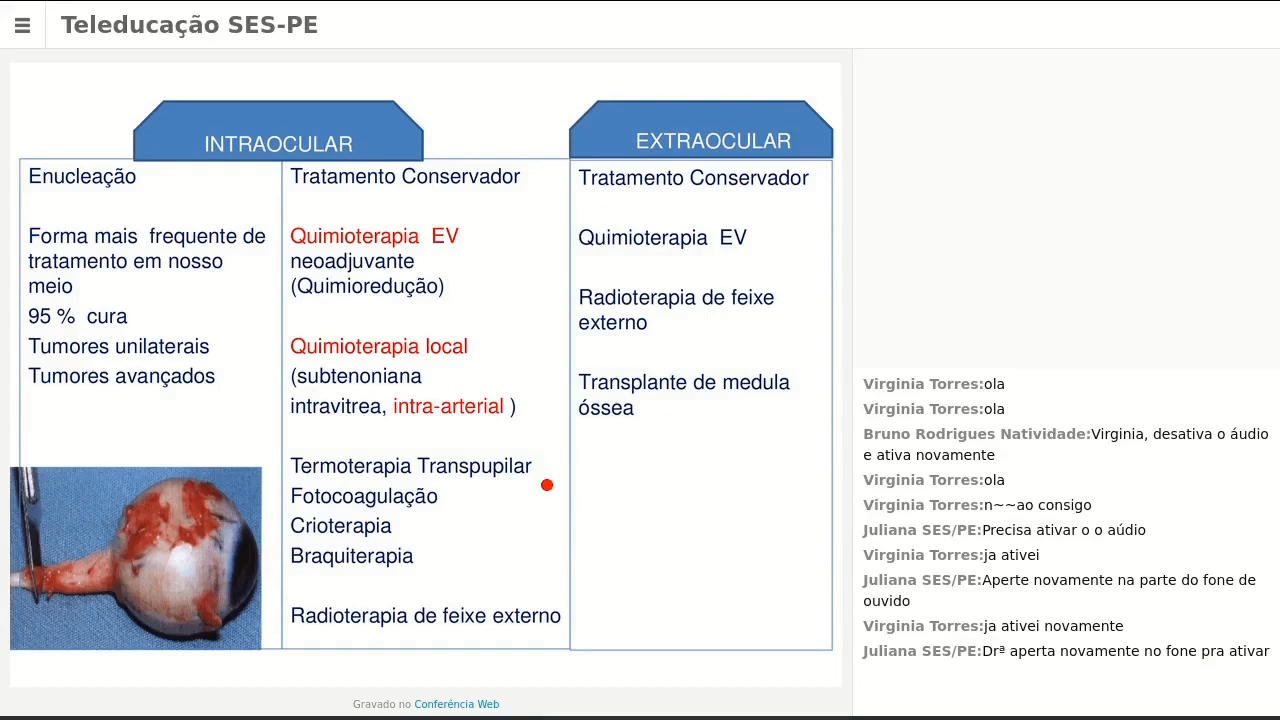 Teleducação SES-PE
INTRAOCULAR
EXTRAOCULAR
Enucleação
Forma mais frequente de
tratamento em nosso
meio
95 % cura
Tumores unilaterais
Tumores avançados
Tratamento Conservador
Quimioterapia EV
neoadjuvante
(Quimioredução)
Quimioterapia local
(subtenoniana
intravitrea, intra-arterial )
Termoterapia Transpupilar
Fotocoagulação
Crioterapia
Braquiterapia
Radioterapia de feixe externo
Tratamento Conservador
Quimioterapia EV
Radioterapia de feixe
externo
Transplante de medula
óssea
Gravado no Conferência Web
Virginia Torres:ola
Virginia Torres:ola
Bruno Rodrigues Natividade:Virginia, desativa o áudio
e ativa novamente
Virginia Torres:ola
Virginia Torres:n~~ao consigo
Juliana SES/PE:Precisa ativar o o aúdio
Virginia Torres:ja ativei
Juliana SES/PE:Aperte novamente na parte do fone de
ouvido
Virginia Torres:ja ativei novamente
Juliana SES/PE:Drª aperta novamente no fone pra ativar